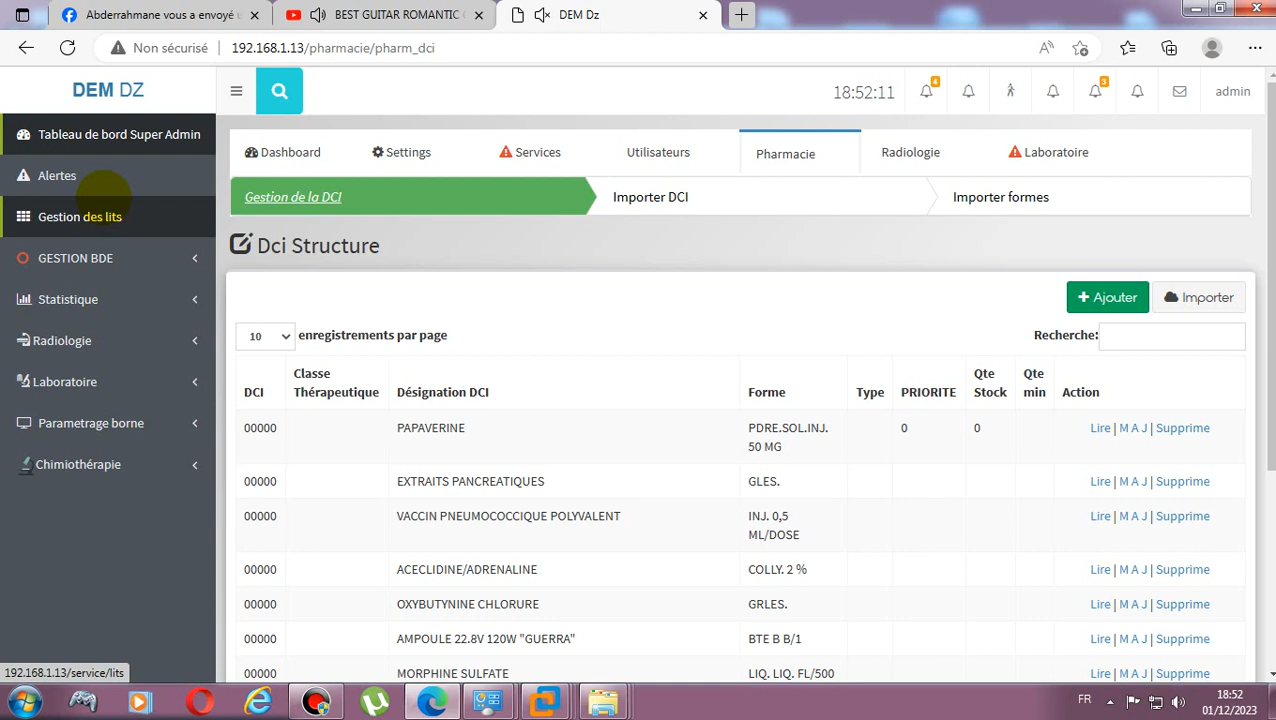 Abderrahmane vous a envoyé u
BEST GUITAR ROMANTIC
DEM Dz
Non sécurisé
192.168.1.13/pharmacie/pharm_dci
DEM DZ
18:52:11
4
3
admin
Tableau de bord Super Admin
Alertes
Gestion des lits
GESTION BDE
Statistique
Radiologie
Laboratoire
Parametrage borne
Chimiothérapie
Dashboard
Settings
Services
Utilisateurs
Pharmacie
Radiologie
Laboratoire
Gestion de la DCI
Importer DCI
Importer formes
Dci Structure
+ Ajouter
Importer
10 enregistrements par page
Recherche:
DCI Classe Thérapeutique Désignation DCI Forme Type PRIORITE Qte Stock Qte min Action
00000 PAPAVERINE PDRE.SOL.INJ. 50 MG 0 0 Lire | M A J | Supprime
00000 EXTRAITS PANCREATIQUES GLES. Lire | M A J | Supprime
00000 VACCIN PNEUMOCOCCIQUE POLYVALENT INJ. 0,5 ML/DOSE Lire | M A J | Supprime
00000 ACECLIDINE/ADRENALINE COLLY. 2 % Lire | M A J | Supprime
00000 OXYBUTYNINE CHLORURE GRLES. Lire | M A J | Supprime
00000 AMPOULE 22.8V 120W "GUERRA" BTE B B/1 Lire | M A J | Supprime
00000 MORPHINE SULFATE LIQ. LIQ. FL/500 Lire | M A J | Supprime
192.168.1.13/service/lits
FR
18:52
01/12/2023